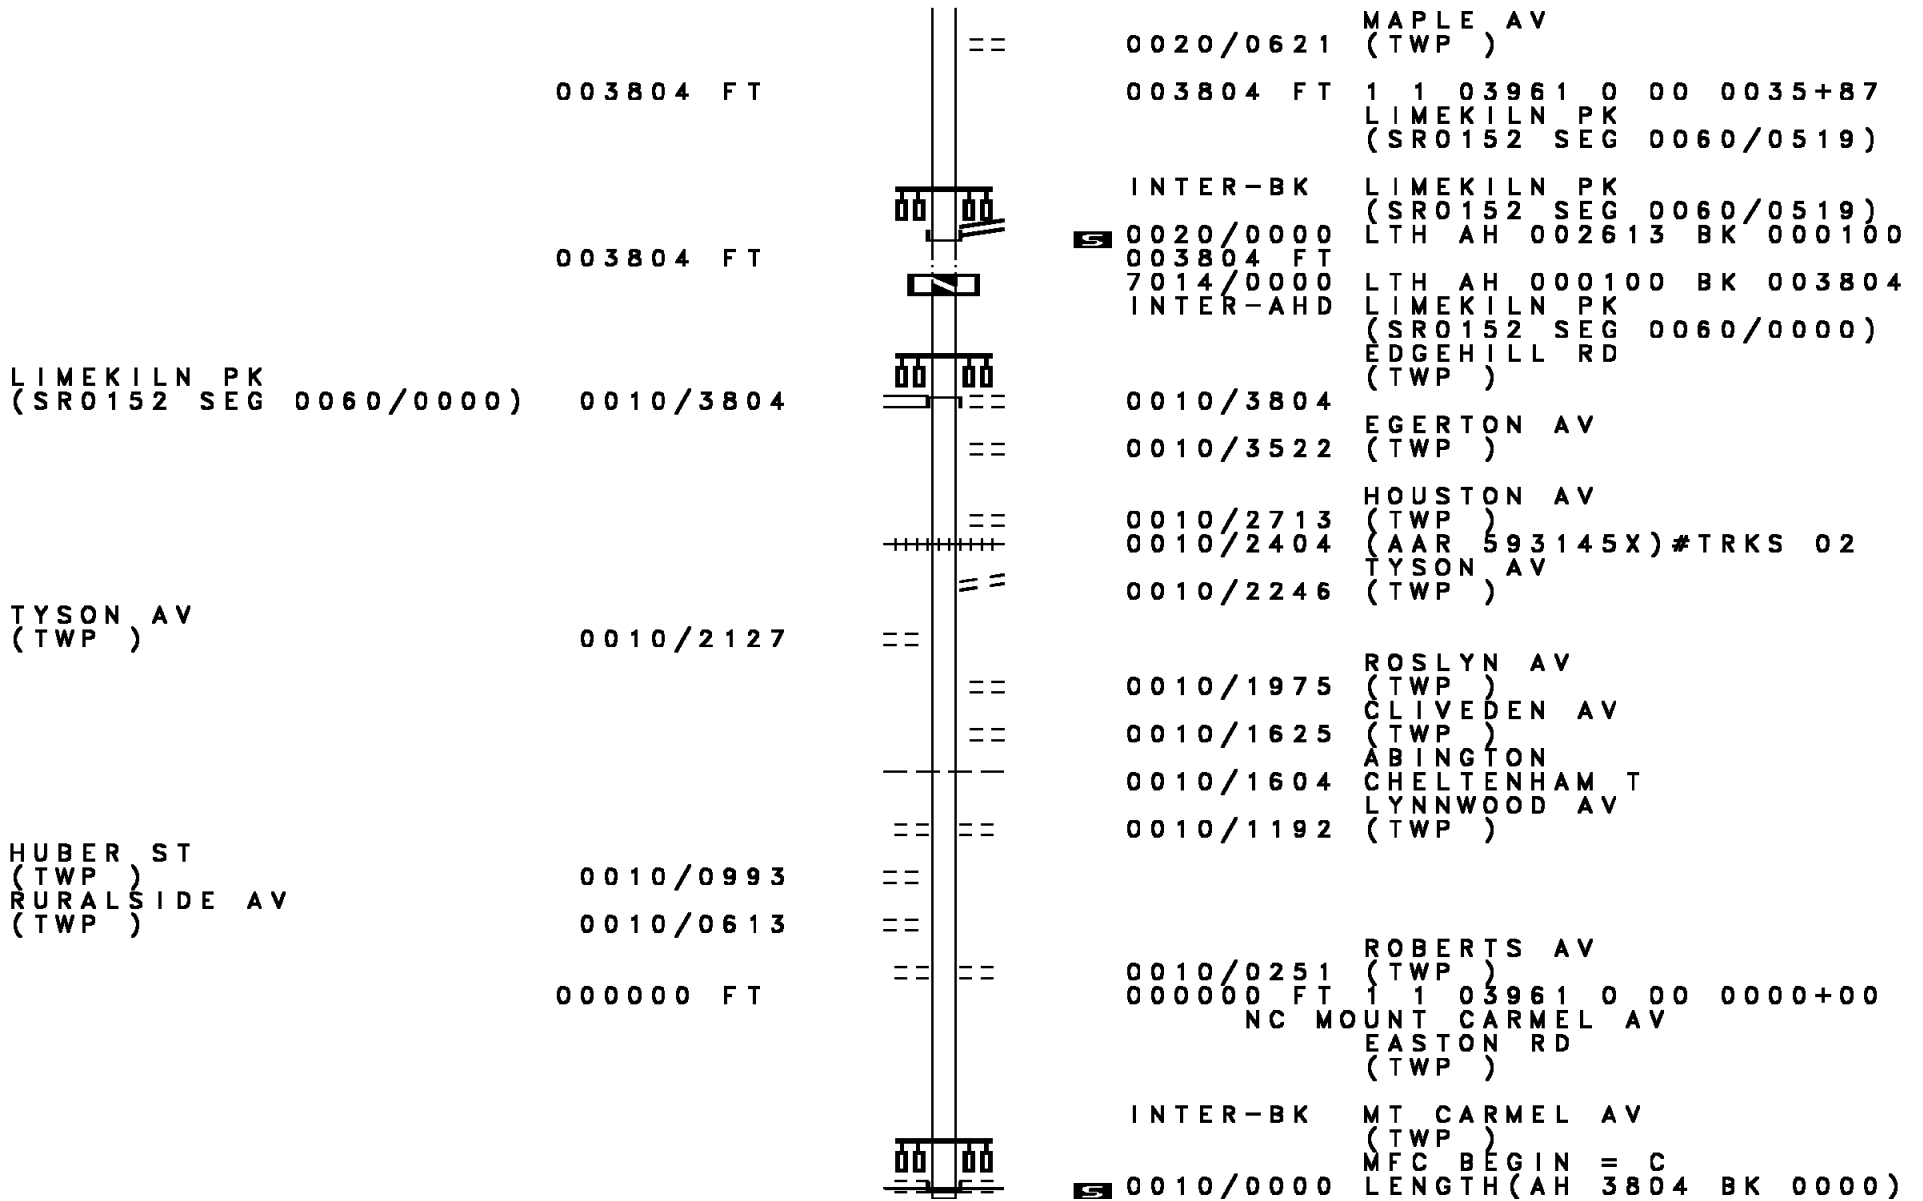 MAPLE AV
0020/0621 (TWP )
003804 FT 003804 FT 1 1 03961 0 00 0035+87
LIMEKILN PK
(SR0152 SEG 0060/0519)
INTER-BK LIMEKILN PK
(SR0152 SEG 0060/0519)
S 0020/0000 LTH AH 002613 BK 000100
003804 FT 003804 FT
7014/0000 LTH AH 000100 BK 003804
INTER-AHD LIMEKILN PK
(SR0152 SEG 0060/0000)
EDGEHILL RD
LIMEKILN PK (TWP )
(SR0152 SEG 0060/0000) 0010/3804 0010/3804
EGERTON AV
0010/3522 (TWP )
HOUSTON AV
0010/2713 (TWP )
0010/2404 (AAR 593145X)#TRKS 02
TYSON AV
0010/2246 (TWP )
TYSON AV
(TWP ) 0010/2127
ROSLYN AV
0010/1975 (TWP )
CLIVEDEN AV
0010/1625 (TWP )
ABINGTON
0010/1604 CHELTENHAM T
LYNNWOOD AV
0010/1192 (TWP )
HUBER ST
(TWP ) 0010/0993
RURALSIDE AV
(TWP ) 0010/0613
ROBERTS AV
0010/0251 (TWP )
000000 FT 000000 FT 1 1 03961 0 00 0000+00
NC MOUNT CARMEL AV
EASTON RD
(TWP )
INTER-BK MT CARMEL AV
(TWP )
MFC BEGIN = C
S 0010/0000 LENGTH(AH 3804 BK 0000)